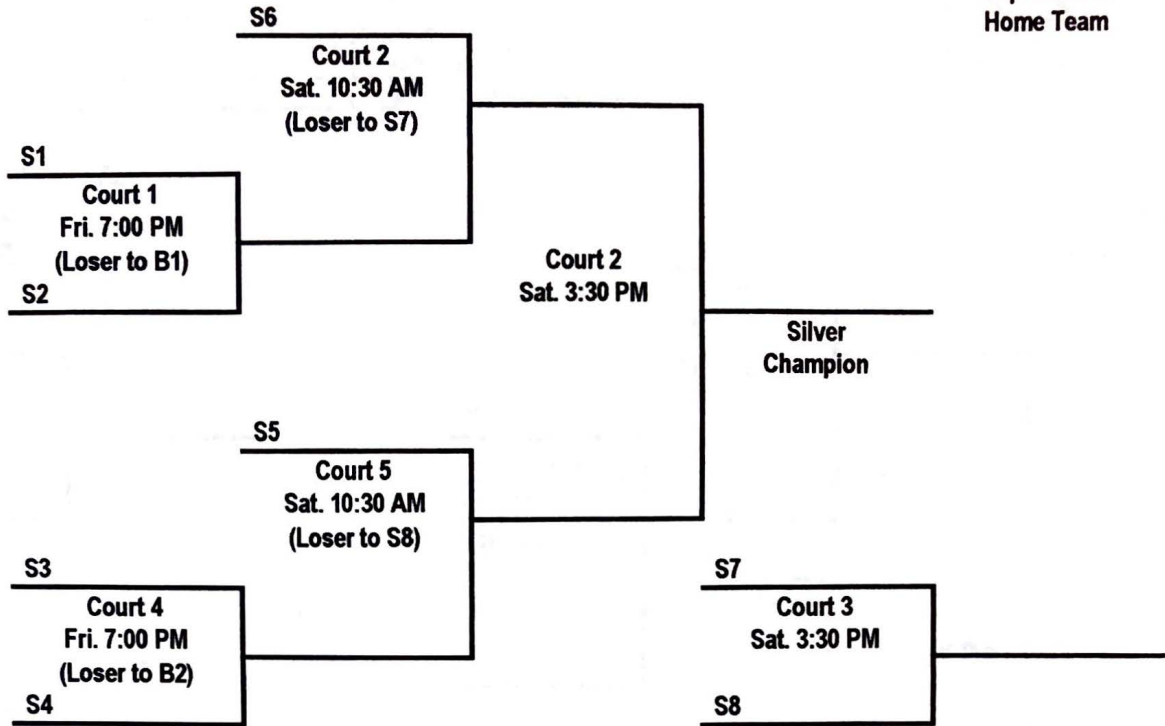 Home Team
S6
Court 2
Sat. 10:30 AM
(Loser to S7)
S1
Court 1
Fri. 7:00 PM
(Loser to B1)
S2
Court 2
Sat. 3:30 PM
Silver
Champion
S5
Court 5
Sat. 10:30 AM
(Loser to S8)
S3
Court 4
Fri. 7:00 PM
(Loser to B2)
S4
S7
Court 3
Sat. 3:30 PM
S8